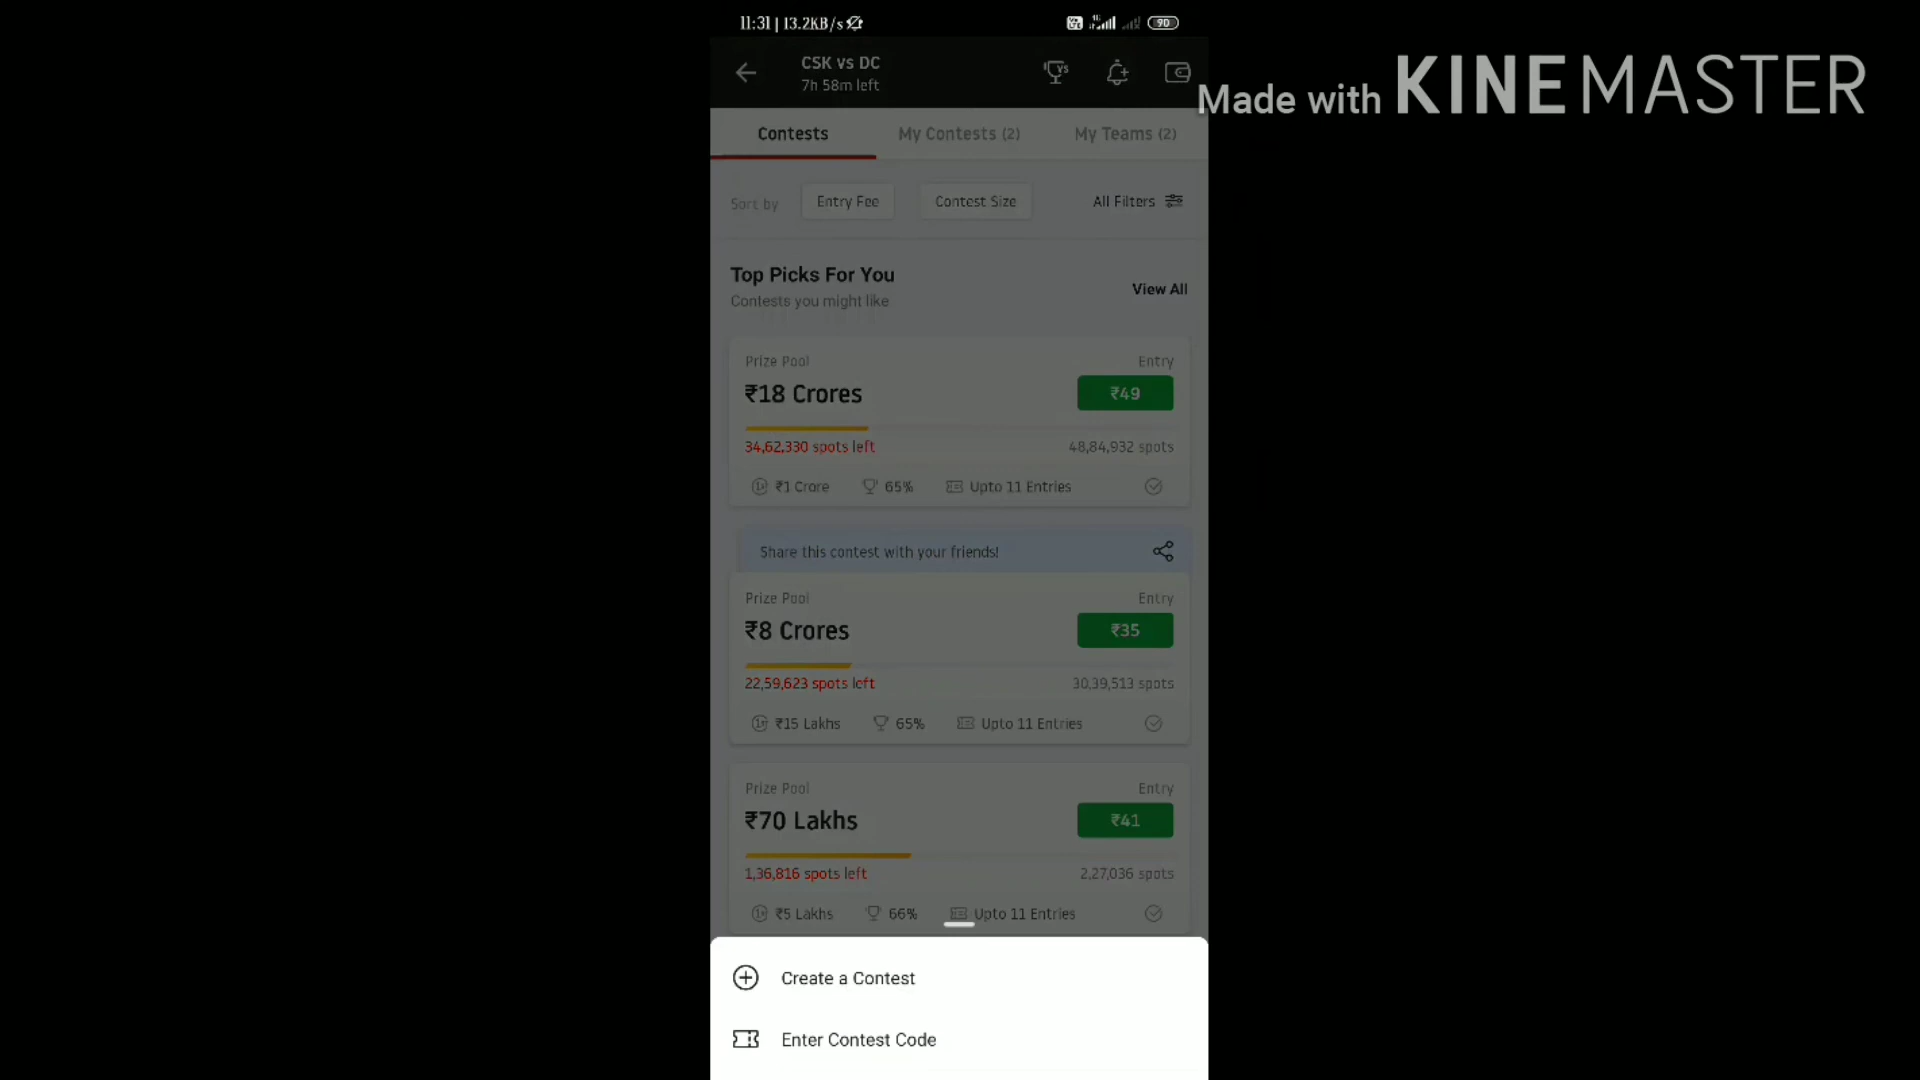 11:31 | 13.2KB/s
4G
90
CSK vs DC
7h 58m left
VS
Made with KINEMASTER
Contests
My Contests (2)
My Teams (2)
Sort by
Entry Fee
Contest Size
All Filters
Top Picks For You
Contests you might like
View All
Prize Pool
Entry
₹18 Crores
₹49
34,62,330 spots left
48,84,932 spots
₹1 Crore
65%
Upto 11 Entries
Share this contest with your friends!
Prize Pool
Entry
₹8 Crores
₹35
22,59,623 spots left
30,39,513 spots
₹15 Lakhs
65%
Upto 11 Entries
Prize Pool
Entry
₹70 Lakhs
₹41
1,36,816 spots left
2,27,036 spots
₹5 Lakhs
66%
Upto 11 Entries
Create a Contest
Enter Contest Code